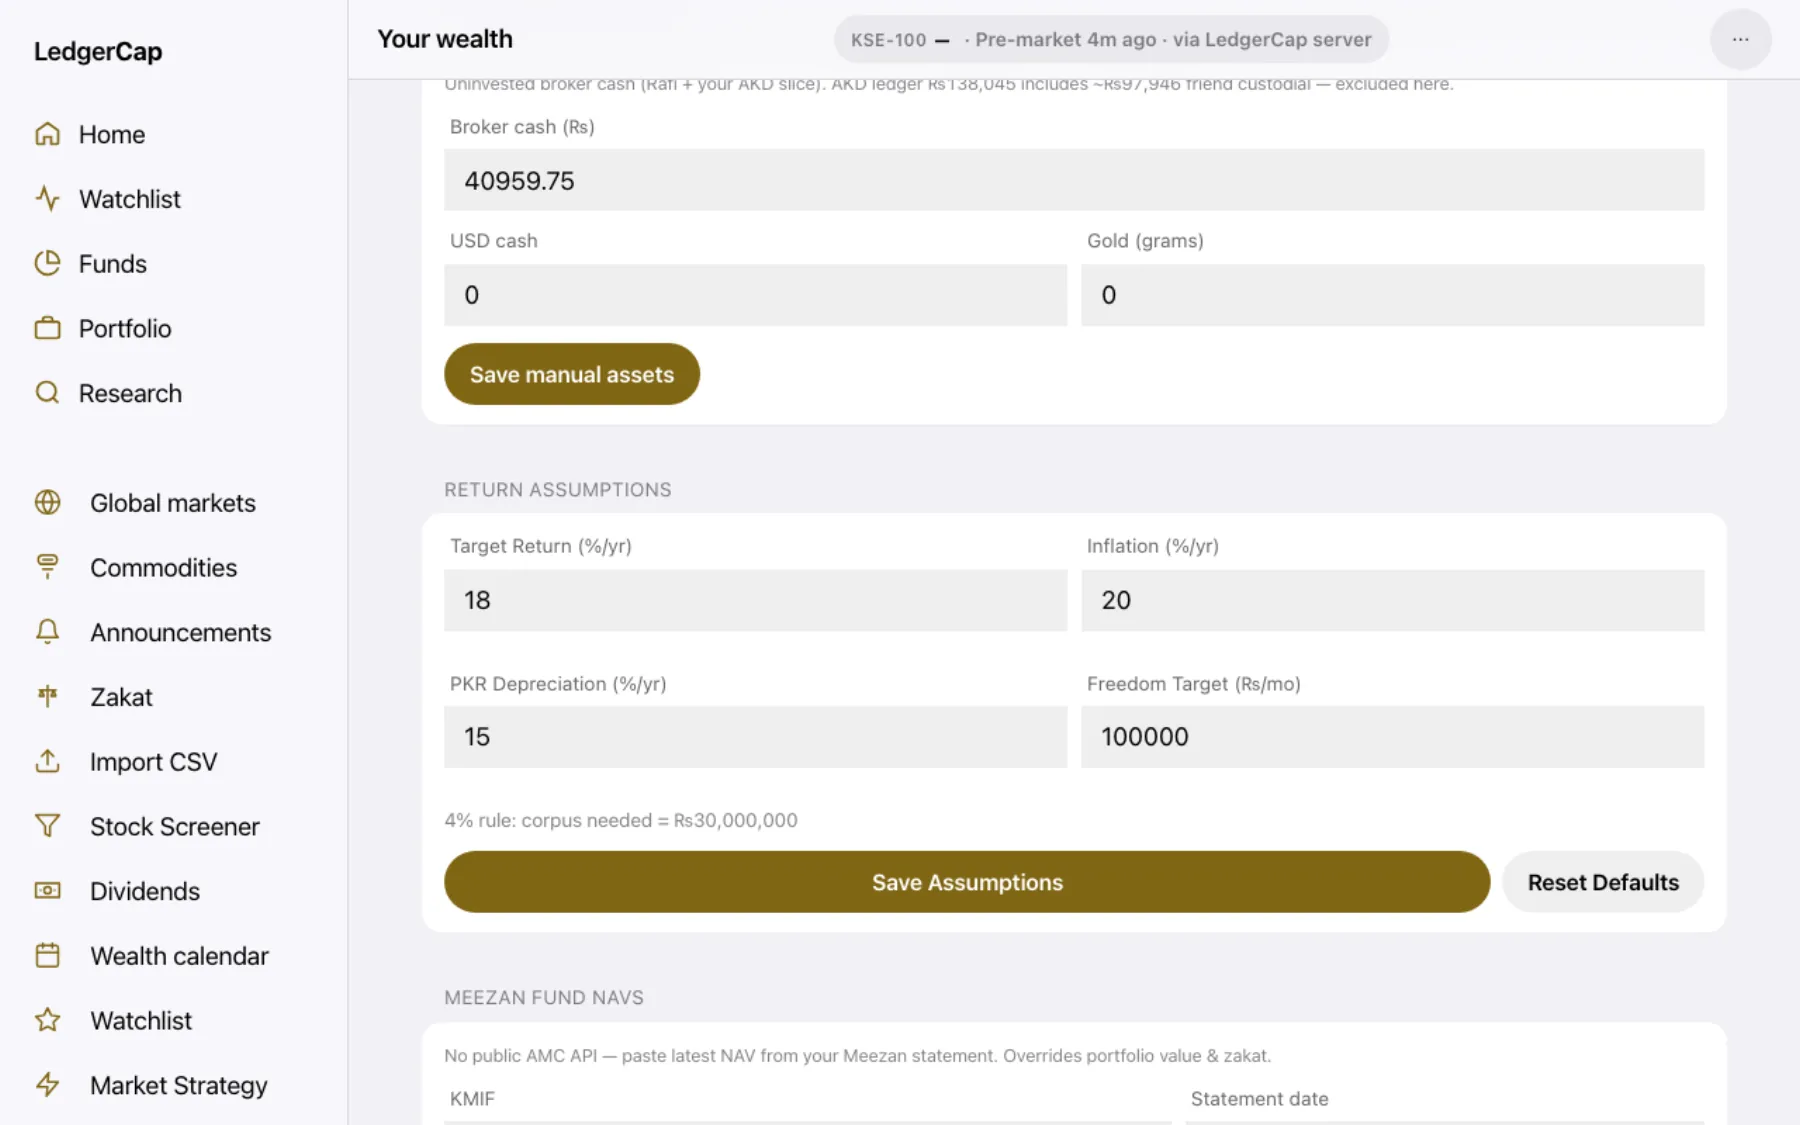 LedgerCap
Home
Watchlist
Funds
Portfolio
Research
Global markets
Commodities
Announcements
Zakat
Import CSV
Stock Screener
Dividends
Wealth calendar
Watchlist
Market Strategy
Your wealth
KSE-100 — · Pre-market 4m ago · via LedgerCap server
...
Uninvested broker cash (Rafi + your AKD slice). AKD ledger Rs138,045 includes ~Rs97,946 friend custodial — excluded here.
Broker cash (Rs)
40959.75
USD cash
Gold (grams)
0
0
Save manual assets
RETURN ASSUMPTIONS
Target Return (%/yr)
Inflation (%/yr)
18
20
PKR Depreciation (%/yr)
Freedom Target (Rs/mo)
15
100000
4% rule: corpus needed = Rs30,000,000
Save Assumptions
Reset Defaults
MEEZAN FUND NAVS
No public AMC API — paste latest NAV from your Meezan statement. Overrides portfolio value & zakat.
KMIF
Statement date